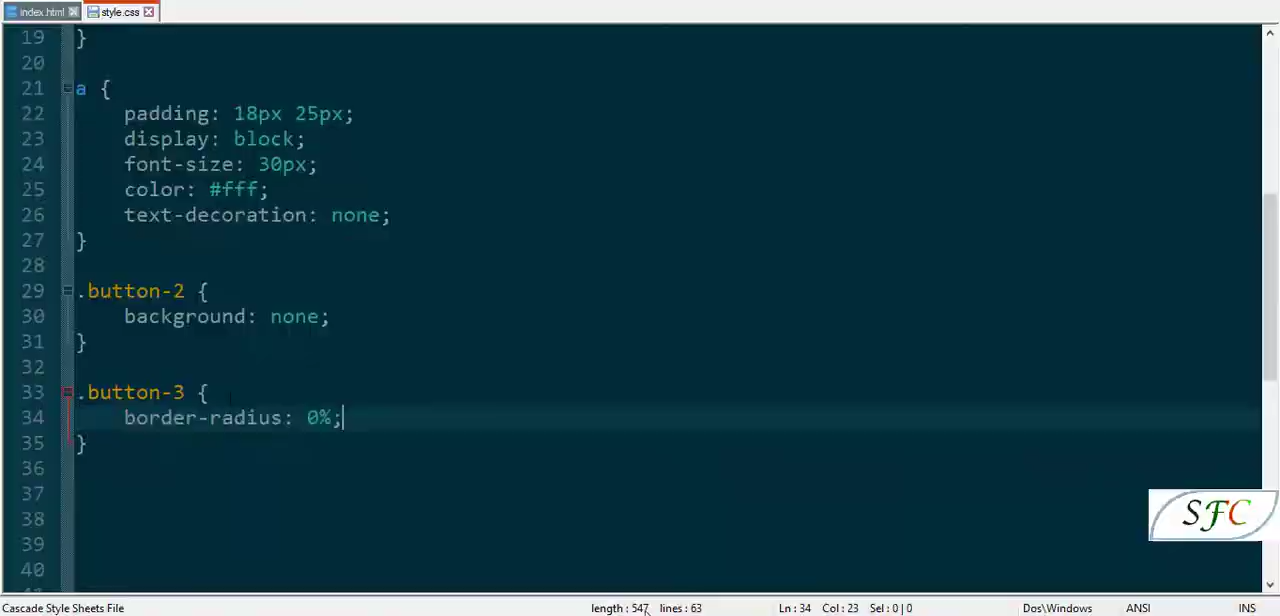 index.html style.css
19 }
20
21 a {
22 padding: 18px 25px;
23 display: block;
24 font-size: 30px;
25 color: #fff;
26 text-decoration: none;
27 }
28
29 .button-2 {
30 background: none;
31 }
32
33 .button-3 {
34 border-radius: 0%;
35 }
36
37
38
39
40
SFC
Cascade Style Sheets File length : 547 lines : 63 Ln : 34 Col : 23 Sel : 0 | 0 Dos\Windows ANSI INS